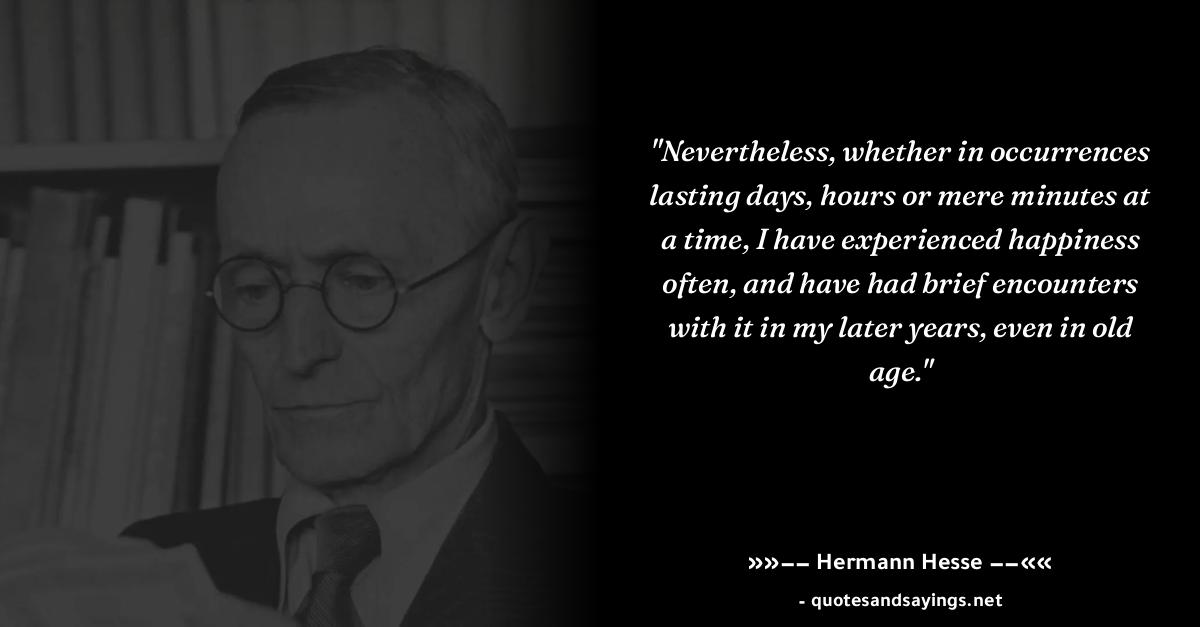 "Nevertheless, whether in occurrences
lasting days, hours or mere minutes at
a time, I have experienced happiness
often, and have had brief encounters
with it in my later years, even in old
age."
»»−− Hermann Hesse −−««
- quotesandsayings.net